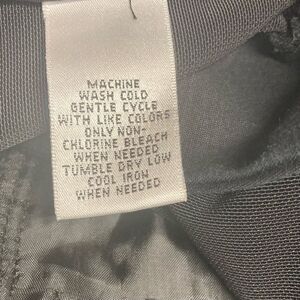 MACHINE
WASH COLD
GENTLE CYCLE
WITH LIKE COLORS
ONLY NON-
CHLORINE BLEACH
WHEN NEEDED
TUMBLE DRY LOW
COOL IRON
WHEN NEEDED